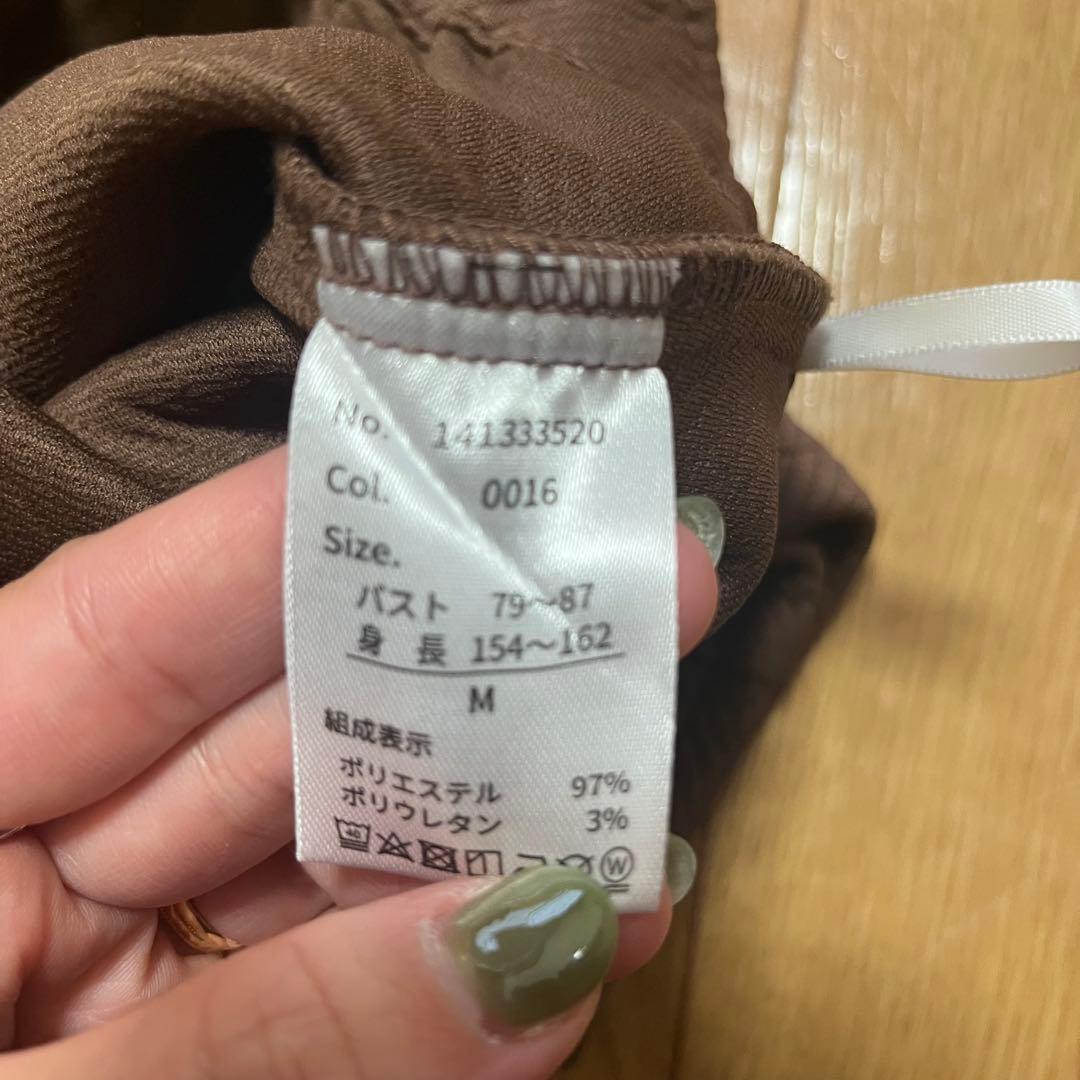 No. 141333520
Col. 0016
Size.
バスト 79～87
身 長 154～162
M
組成表示
ポリエステル 97%
ポリウレタン 3%
40
W